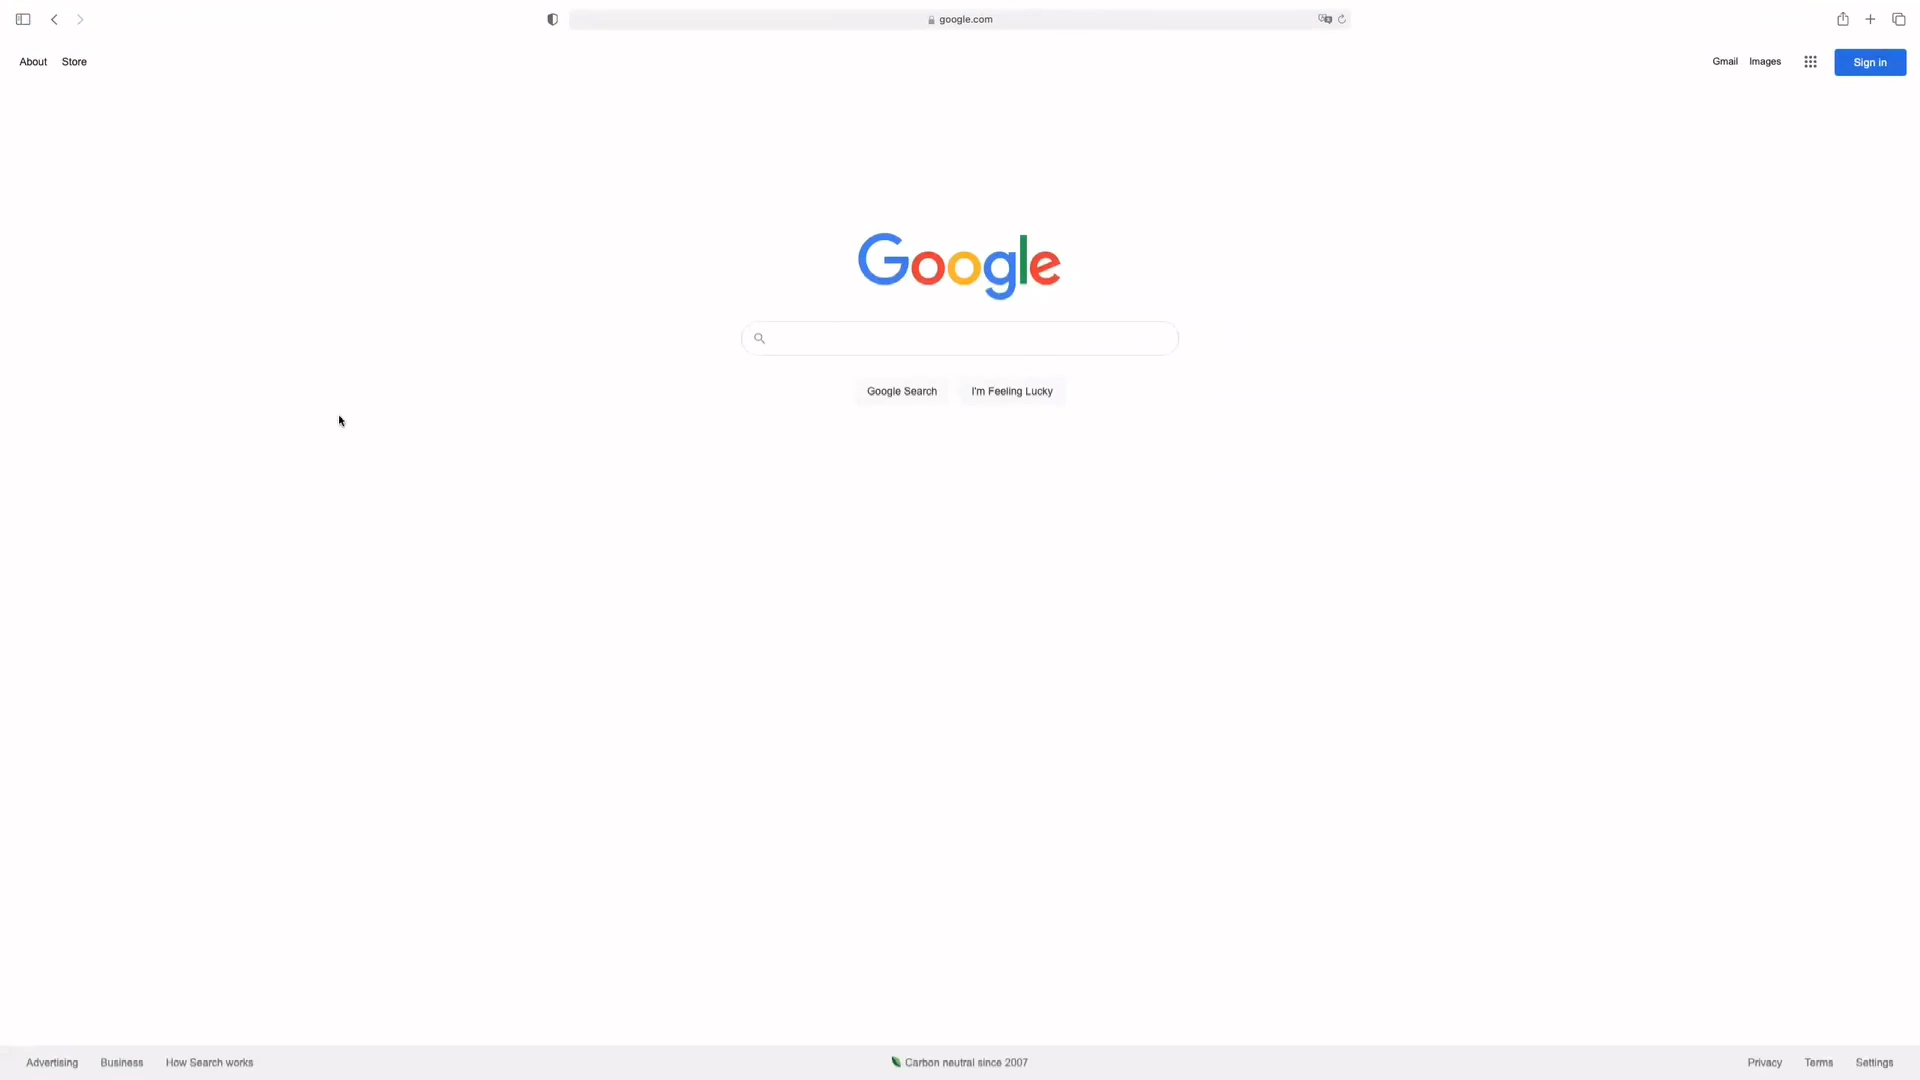 google.com
About Store
Gmail Images Sign in
Google
Google Search I'm Feeling Lucky
Advertising Business How Search works
Carbon neutral since 2007
Privacy Terms Settings